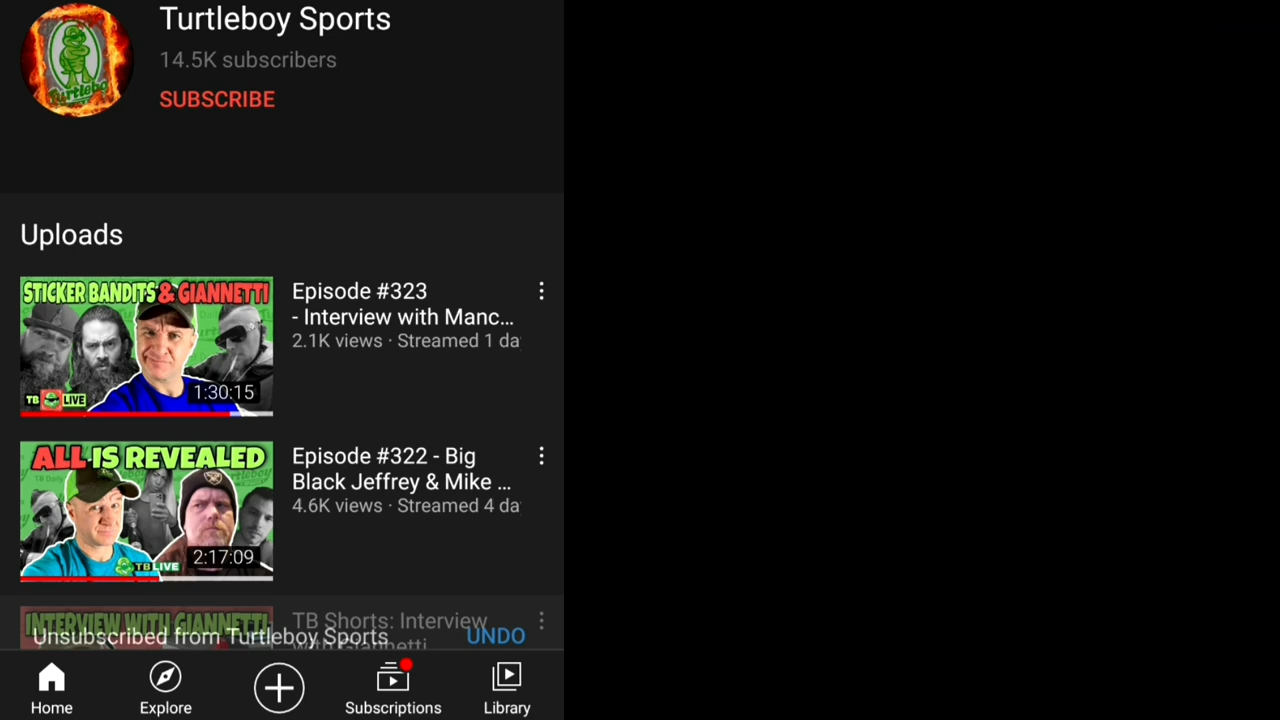 Turtleboy Sports
14.5K subscribers
SUBSCRIBE
Turtleboy
Uploads
STICKER BANDITS & GIANNETTI
TB LIVE
1:30:15
Episode #323
- Interview with Manc...
2.1K views · Streamed 1 da
ALL IS REVEALED
TB LIVE
2:17:09
Episode #322 - Big
Black Jeffrey & Mike ...
4.6K views · Streamed 4 da
INTERVIEW WITH GIANNETTI
TB Shorts: Interview
with Giannetti
Unsubscribed from Turtleboy Sports
UNDO
Home
Explore
Subscriptions
Library